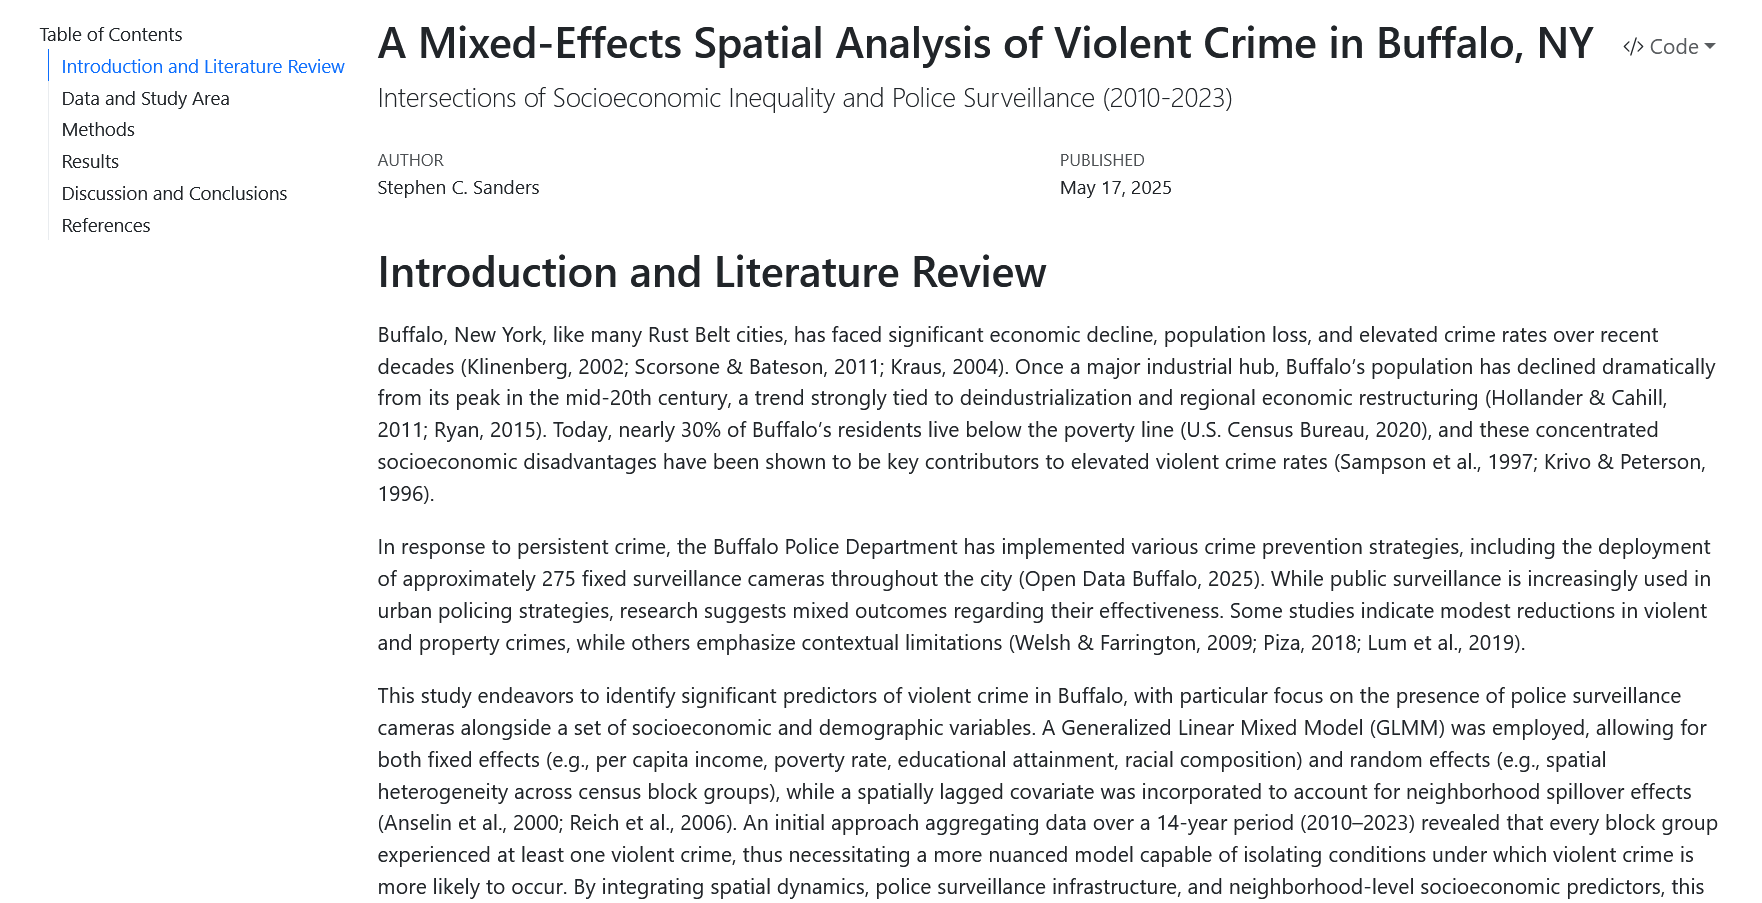 Table of Contents
Introduction and Literature Review
Data and Study Area
Methods
Results
Discussion and Conclusions
References
A Mixed-Effects Spatial Analysis of Violent Crime in Buffalo, NY
</> Code
Intersections of Socioeconomic Inequality and Police Surveillance (2010-2023)
AUTHOR
Stephen C. Sanders
PUBLISHED
May 17, 2025
Introduction and Literature Review
Buffalo, New York, like many Rust Belt cities, has faced significant economic decline, population loss, and elevated crime rates over recent
decades (Klinenberg, 2002; Scorsone & Bateson, 2011; Kraus, 2004). Once a major industrial hub, Buffalo’s population has declined dramatically
from its peak in the mid-20th century, a trend strongly tied to deindustrialization and regional economic restructuring (Hollander & Cahill,
2011; Ryan, 2015). Today, nearly 30% of Buffalo’s residents live below the poverty line (U.S. Census Bureau, 2020), and these concentrated
socioeconomic disadvantages have been shown to be key contributors to elevated violent crime rates (Sampson et al., 1997; Krivo & Peterson,
1996).
In response to persistent crime, the Buffalo Police Department has implemented various crime prevention strategies, including the deployment
of approximately 275 fixed surveillance cameras throughout the city (Open Data Buffalo, 2025). While public surveillance is increasingly used in
urban policing strategies, research suggests mixed outcomes regarding their effectiveness. Some studies indicate modest reductions in violent
and property crimes, while others emphasize contextual limitations (Welsh & Farrington, 2009; Piza, 2018; Lum et al., 2019).
This study endeavors to identify significant predictors of violent crime in Buffalo, with particular focus on the presence of police surveillance
cameras alongside a set of socioeconomic and demographic variables. A Generalized Linear Mixed Model (GLMM) was employed, allowing for
both fixed effects (e.g., per capita income, poverty rate, educational attainment, racial composition) and random effects (e.g., spatial
heterogeneity across census block groups), while a spatially lagged covariate was incorporated to account for neighborhood spillover effects
(Anselin et al., 2000; Reich et al., 2006). An initial approach aggregating data over a 14-year period (2010–2023) revealed that every block group
experienced at least one violent crime, thus necessitating a more nuanced model capable of isolating conditions under which violent crime is
more likely to occur. By integrating spatial dynamics, police surveillance infrastructure, and neighborhood-level socioeconomic predictors, this